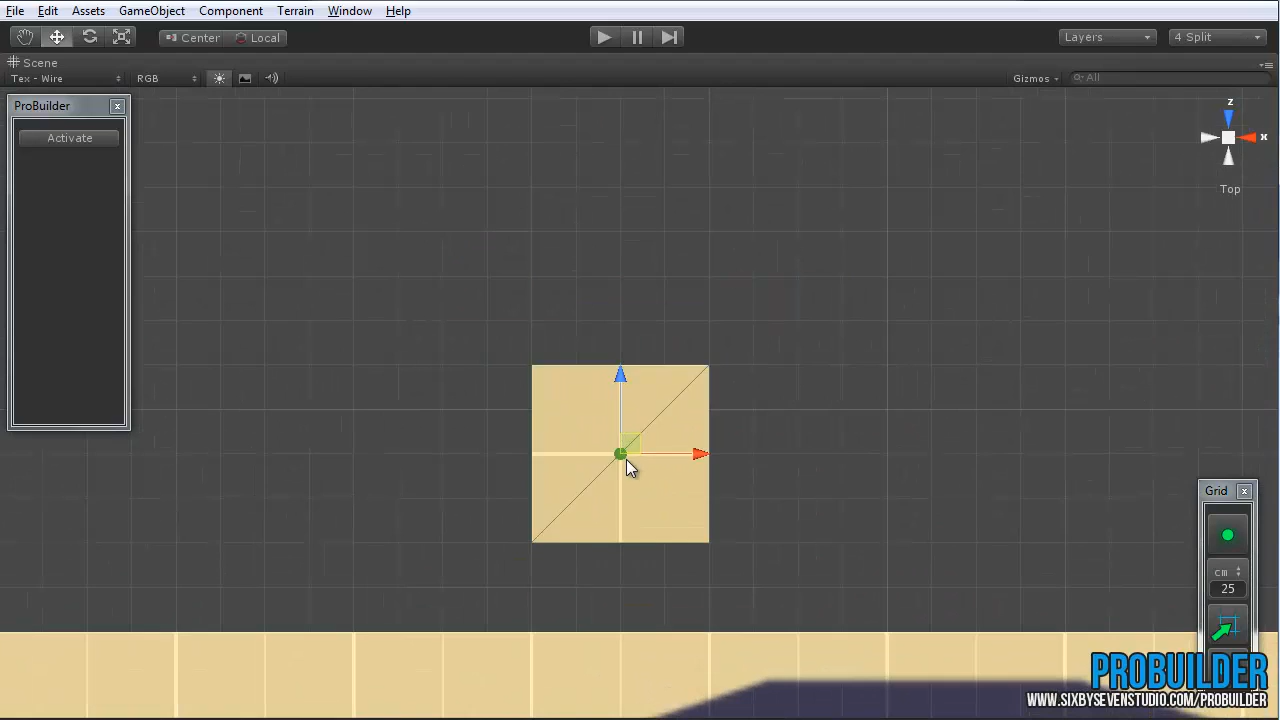 File Edit Assets GameObject Component Terrain Window Help
Center Local Layers 4 Split
Scene
Tex - Wire RGB Gizmos All
ProBuilder
Activate
z
x
Top
Grid
cm
25
PROBUILDER
WWW.SIXBYSEVENSTUDIO.COM/PROBUILDER